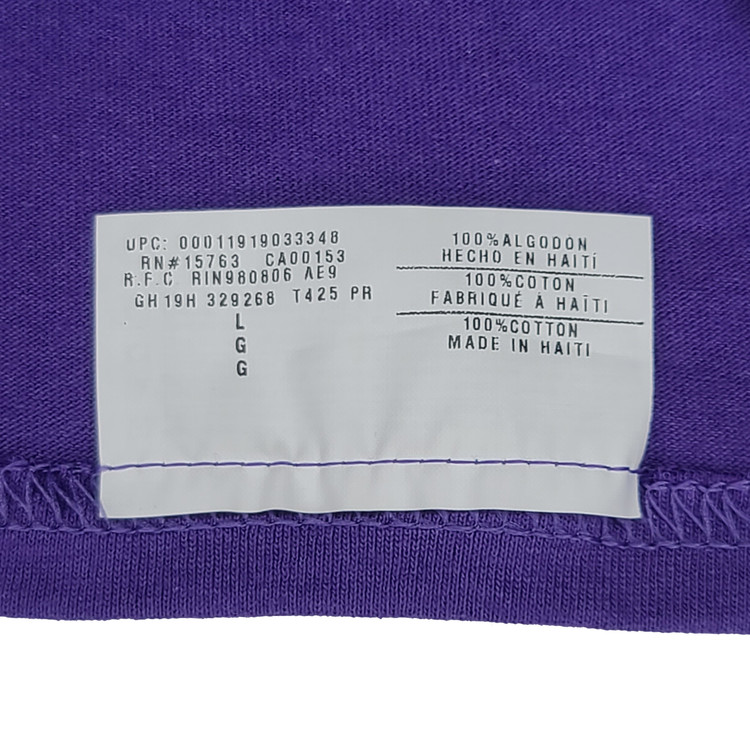 UPC: 00011919033348
RN#15763 CA00153
R.F.C RIN980806 AE9
GH19H 329268 T425 PR
L
G
G
100%ALGODÓN
HECHO EN HAITÍ
100%COTON
FABRIQUÉ À HAÏTI
100%COTTON
MADE IN HAITI